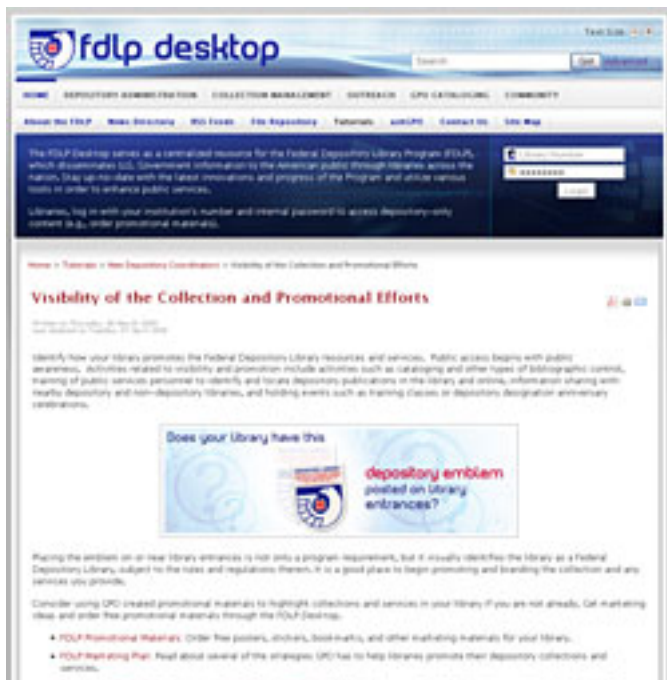 fdlp desktop
Text Size
Search
Go! Advanced
HOME DEPOSITORY ADMINISTRATION COLLECTION MANAGEMENT OUTREACH GPO CATALOGING COMMUNITY
About the FDLP News Directory RSS Feeds File Repository Tutorials askGPO Contact Us Site Map
The FDLP Desktop serves as a centralized resource for the Federal Depository Library Program (FDLP),
which disseminates U.S. Government information to the American public through libraries across the
nation. Stay up-to-date with the latest innovations and progress of the Program and utilize various
tools in order to enhance public services.
Library Number
Login
Libraries, log in with your institution's number and internal password to access depository-only
content (e.g., order promotional materials).
Home > Tutorials > New Depository Coordinators > Visibility of the Collection and Promotional Efforts
Visibility of the Collection and Promotional Efforts
Identify how your library promotes the Federal Depository Library resources and services. Public access begins with public
awareness. Activities related to visibility and promotion include activities such as cataloging and other types of bibliographic control,
training of public services personnel to identify and locate depository publications in the library and online, information sharing with
nearby depository and non-depository libraries, and holding events such as training classes or depository designation anniversary
celebrations.
Does your library have this
depository emblem
posted on library
entrances?
Placing the emblem on or near library entrances is not only a program requirement, but it visually identifies the library as a Federal
Depository Library, subject to the rules and regulations therein. It is a good place to begin promoting and branding the collection and any
services you provide.
Consider using GPO created promotional materials to highlight collections and services in your library if you are not already. Get marketing
ideas and order free promotional materials through the FDLP Desktop.
• FDLP Promotional Materials: Order free posters, stickers, bookmarks, and other marketing materials for your library.
• FDLP Marketing Plan: Read about several of the strategies GPO has to help libraries promote their depository collections and
services.